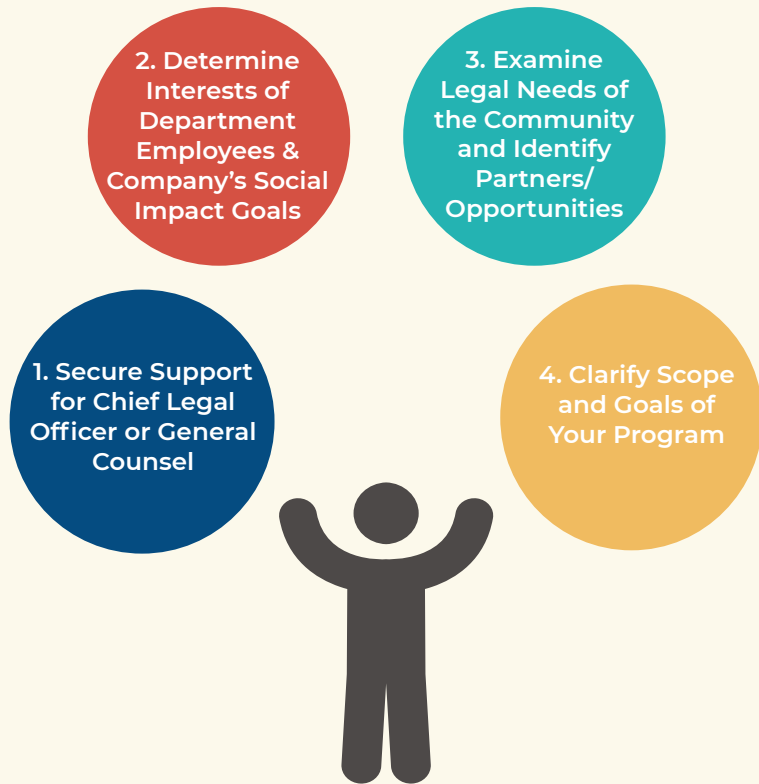 1. Secure Support
for Chief Legal
Officer or General
Counsel
2. Determine
Interests of
Department
Employees &
Company’s Social
Impact Goals
3. Examine
Legal Needs of
the Community
and Identify
Partners/
Opportunities
4. Clarify Scope
and Goals of
Your Program